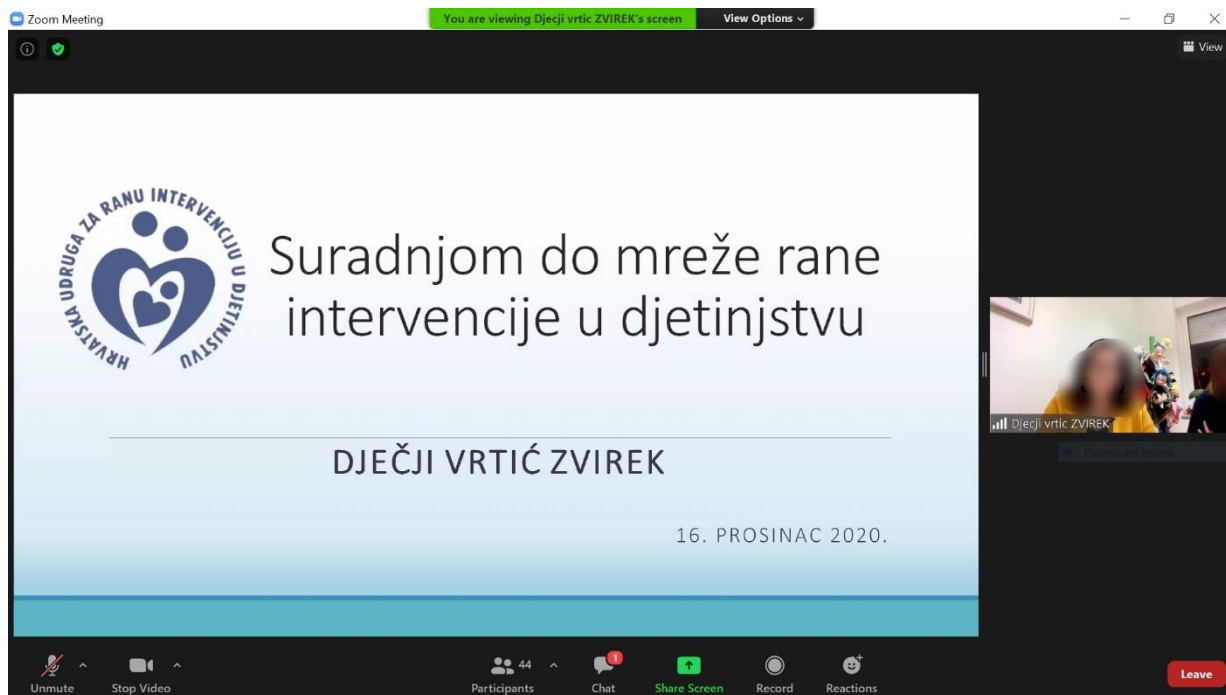 Zoom Meeting
You are viewing Djecji vrtic ZVIREK's screen
View Options
View
HRVATSKA UDRUGA ZA RANU INTERVENCIJU U DJETINJSTVU
Suradnjom do mreže rane
intervencije u djetinjstvu
DJEČJI VRTIĆ ZVIREK
16. PROSINAC 2020.
Djecji vrtic ZVIREK
Unmute
Stop Video
44
Participants
1
Chat
Share Screen
Record
Reactions
Leave